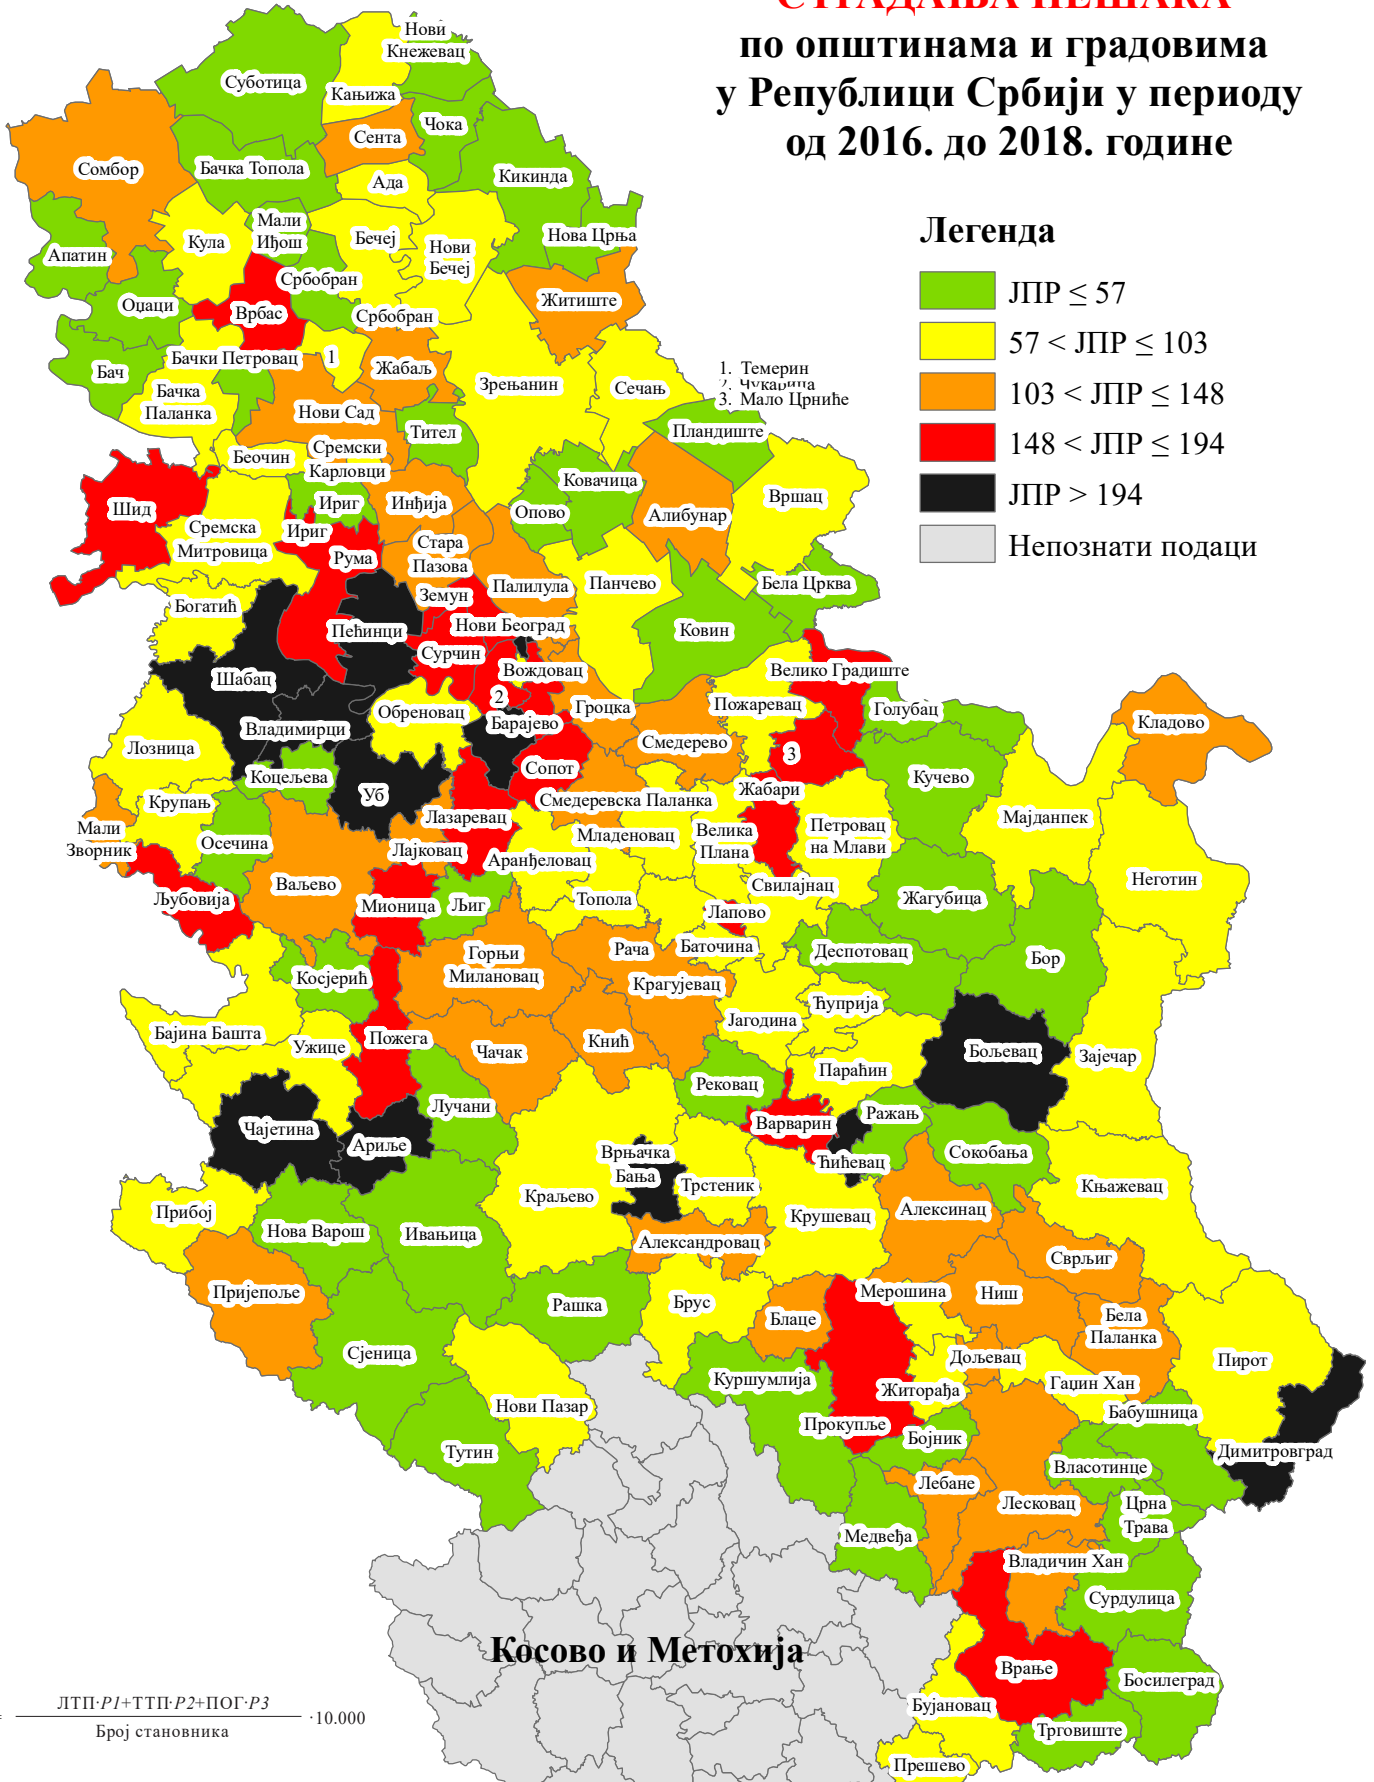 СТРАДАЊА ПЕШАКА
по општинама и градовима
у Републици Србији у периоду
од 2016. до 2018. године
Легенда
ЈПР ≤ 57
57 < ЈПР ≤ 103
103 < ЈПР ≤ 148
148 < ЈПР ≤ 194
ЈПР > 194
Непознати подаци
1. Темерин
2. Чукарица
3. Мало Црниће
Суботица
Нови
Кнежевац
Кањижа
Чока
Сента
Сомбор
Бачка Топола
Ада
Кикинда
Мали
Иђош
Кула
Бечеј
Нови
Бечеј
Нова Црња
Апатин
Србобран
Оџаци
Врбас
Србобран
Житиште
Бачки Петровац
1
Жабаљ
Бач
Бачка
Паланка
Зрењанин
Сечањ
Нови Сад
Тител
Пландиште
Беочин
Сремски
Карловци
Ковачица
Вршац
Шид
Ириг
Инђија
Опово
Алибунар
Сремска
Митровица
Ириг
Рума
Стара
Пазова
Палилула
Панчево
Бела Црква
Богатић
Земун
Пећинци
Нови Београд
Ковин
Сурчин
Вождовац
Велико Градиште
Шабац
2
Гроцка
Пожаревац
Голубац
Обреновац
Барајево
Кладово
Владимирци
Лозница
Смедерево
3
Коцељева
Сопот
Кучево
Уб
Жабари
Крупањ
Смедеревска Паланка
Мали
Зворник
Лазаревац
Мајданпек
Осечина
Младеновац
Велика
Плана
Петровац
на Млави
Лајковац
Аранђеловац
Неготин
Ваљево
Свилајнац
Љубовија
Мионица
Љиг
Топола
Лапово
Жагубица
Баточина
Горњи
Милановац
Рача
Деспотовац
Бор
Косјерић
Крагујевац
Ћуприја
Јагодина
Бајина Башта
Ужице
Пожега
Чачак
Кнић
Бољевац
Зајечар
Параћин
Рековац
Лучани
Варварин
Ражањ
Чајетина
Ариље
Врњачка
Бања
Ћићевац
Сокобања
Трстеник
Краљево
Књажевац
Прибој
Крушевац
Алексинац
Нова Варош
Ивањица
Александровац
Сврљиг
Пријепоље
Рашка
Брус
Мерошина
Ниш
Блаце
Бела
Паланка
Сјеница
Дољевац
Пирот
Куршумлија
Житорађа
Гаџин Хан
Нови Пазар
Бабушница
Прокупље
Бојник
Тутин
Димитровград
Власотинце
Лебане
Лесковац
Црна
Трава
Медвеђа
Владичин Хан
Сурдулица
Косово и Метохија
Врање
Босилеград
Бујановац
Трговиште
Прешево
= ЛТП·P1+ТТП·P2+ПОГ·P3 ·10.000
Број становника